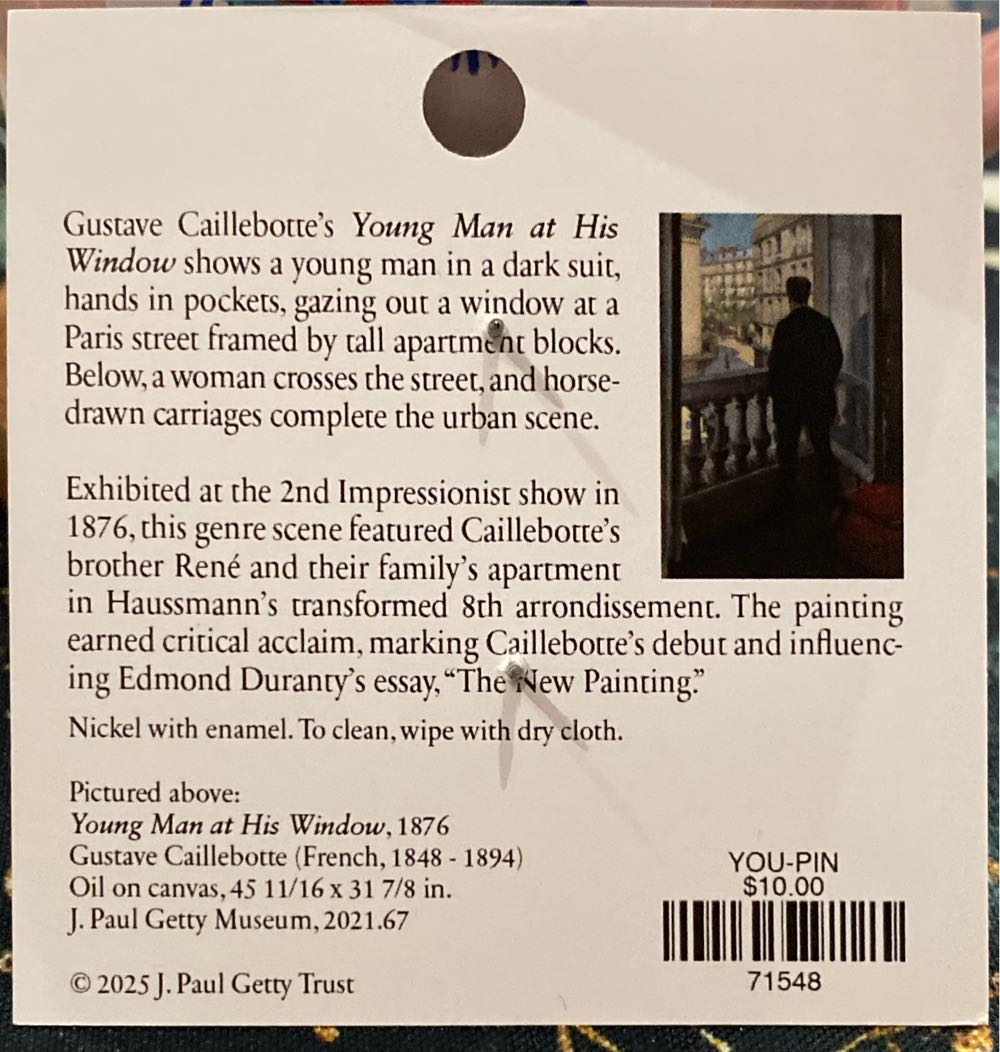 Gustave Caillebotte's Young Man at His
Window shows a young man in a dark suit,
hands in pockets, gazing out a window at a
Paris street framed by tall apartment blocks.
Below, a woman crosses the street, and horse-
drawn carriages complete the urban scene.
Exhibited at the 2nd Impressionist show in
1876, this genre scene featured Caillebotte's
brother René and their family's apartment
in Haussmann's transformed 8th arrondissement. The painting
earned critical acclaim, marking Caillebotte's debut and influenc-
ing Edmond Duranty's essay, “The New Painting.”
Nickel with enamel. To clean, wipe with dry cloth.
Pictured above:
Young Man at His Window, 1876
Gustave Caillebotte (French, 1848 - 1894)
Oil on canvas, 45 11/16 x 31 7/8 in.
J. Paul Getty Museum, 2021.67
© 2025 J. Paul Getty Trust
YOU-PIN
$10.00
71548